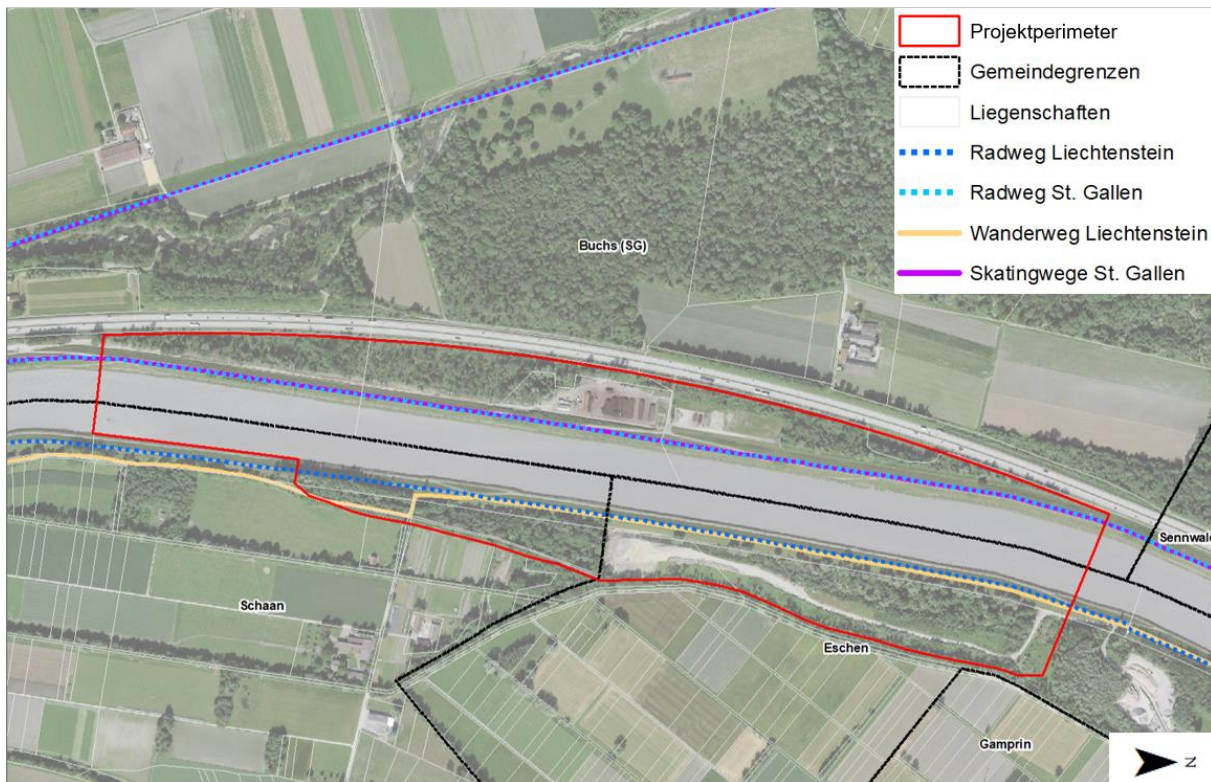 Projektperimeter
Gemeindegrenzen
Liegenschaften
Radweg Liechtenstein
Radweg St. Gallen
Wanderweg Liechtenstein
Skatingwege St. Gallen
Buchs (SG)
Sennwald
Schaan
Eschen
Gamprin
N